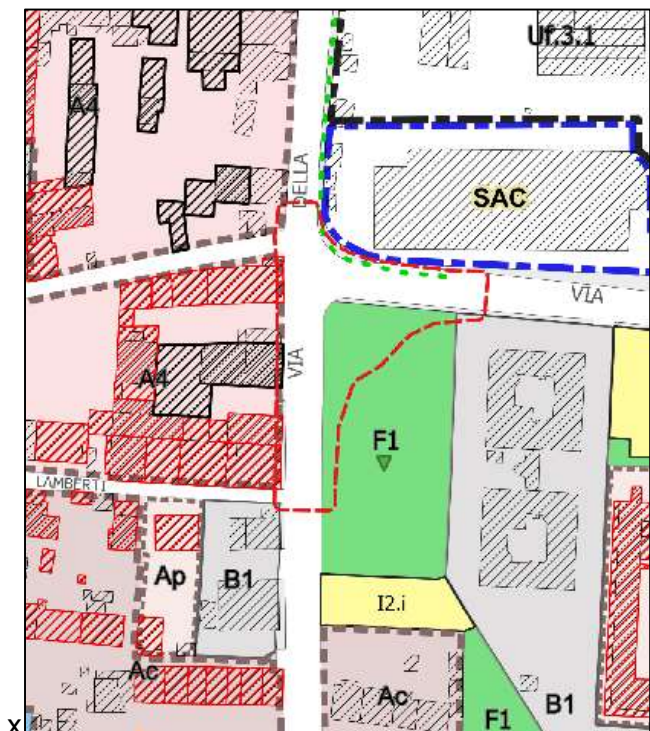 Uf.3.1
A4
DELLA
SAC
VIA
VIA
A4
F1
LAMBERTI
Ap
B1
I2.i
Ac
Ac
F1
B1
x